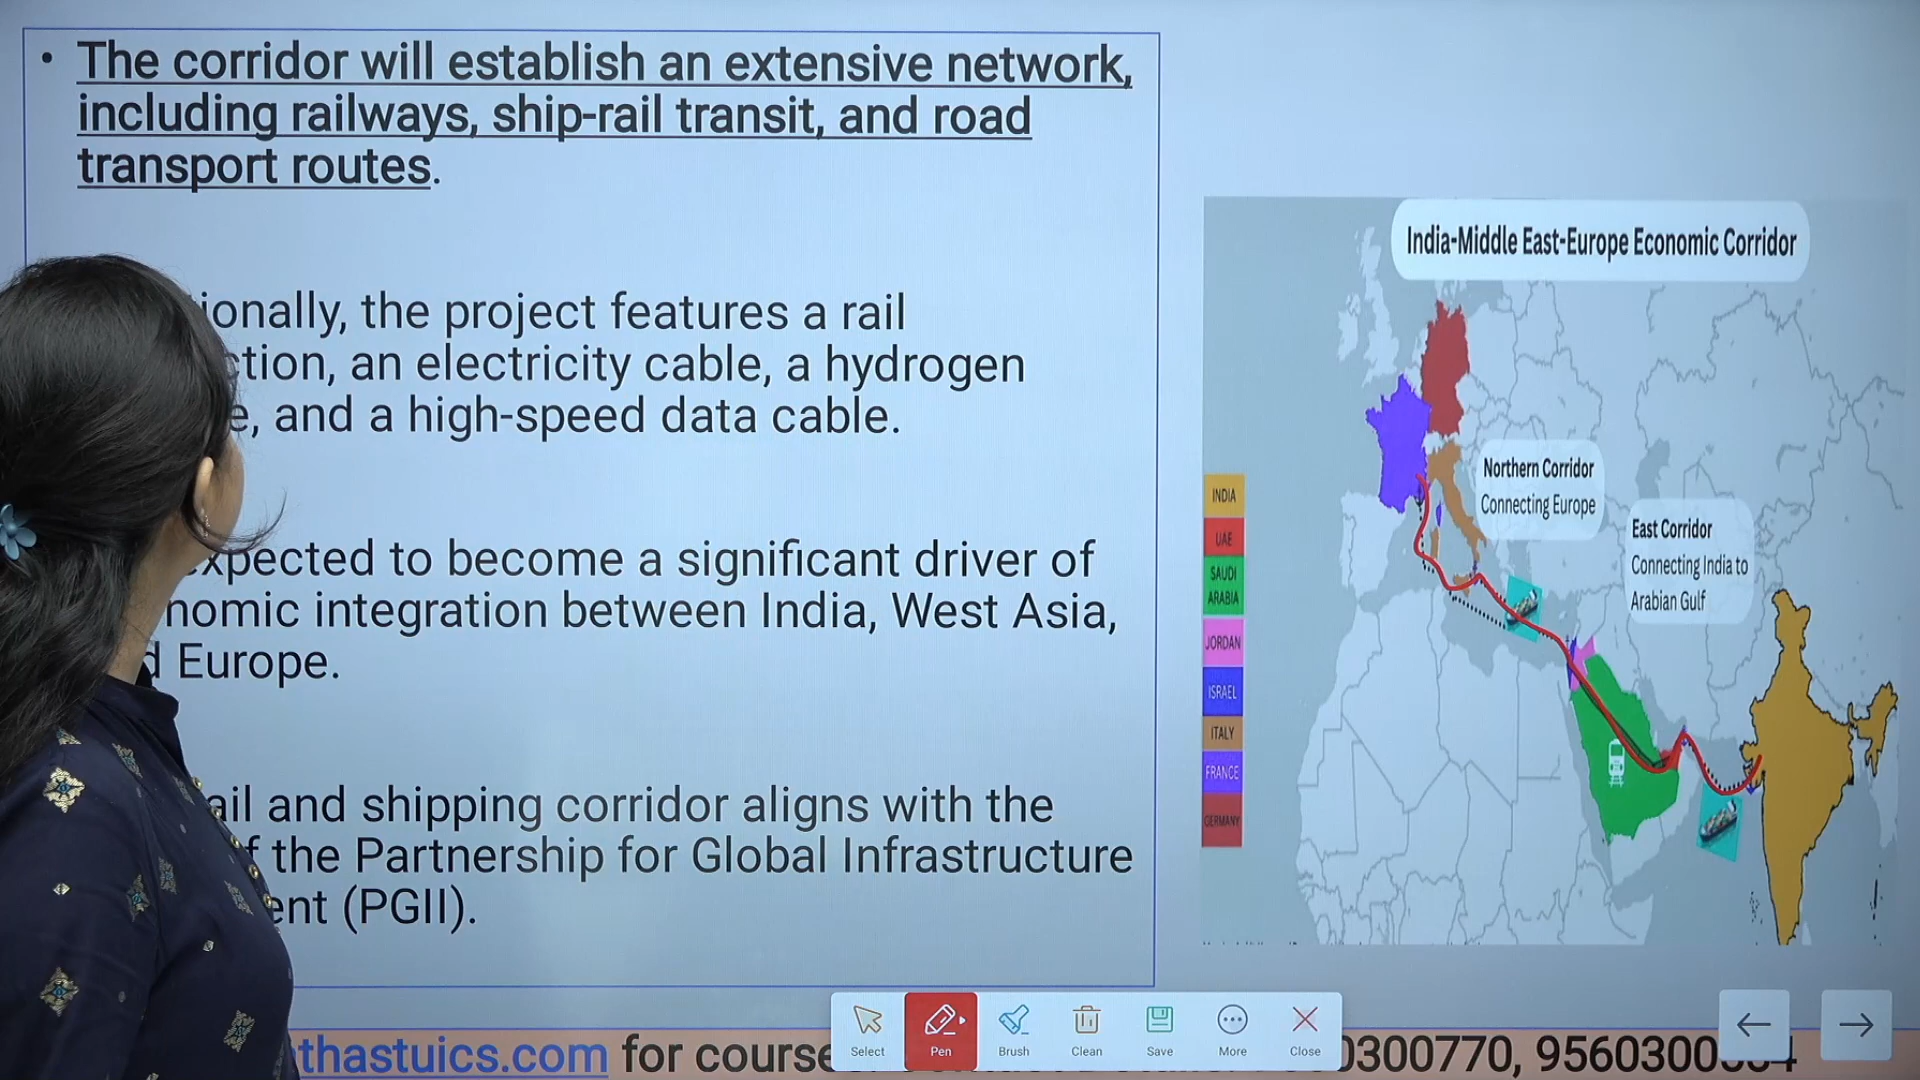 • The corridor will establish an extensive network,
including railways, ship-rail transit, and road
transport routes.
ionally, the project features a rail
ction, an electricity cable, a hydrogen
e, and a high-speed data cable.
xpected to become a significant driver of
nomic integration between India, West Asia,
d Europe.
ail and shipping corridor aligns with the
f the Partnership for Global Infrastructure
ent (PGII).
India-Middle East-Europe Economic Corridor
Northern Corridor
Connecting Europe
East Corridor
Connecting India to
Arabian Gulf
INDIA
UAE
SAUDI
ARABIA
JORDAN
ISRAEL
ITALY
FRANCE
GERMANY
Select
Pen
Brush
Clean
Save
More
Close
thastuics.com for course
0300770, 9560300